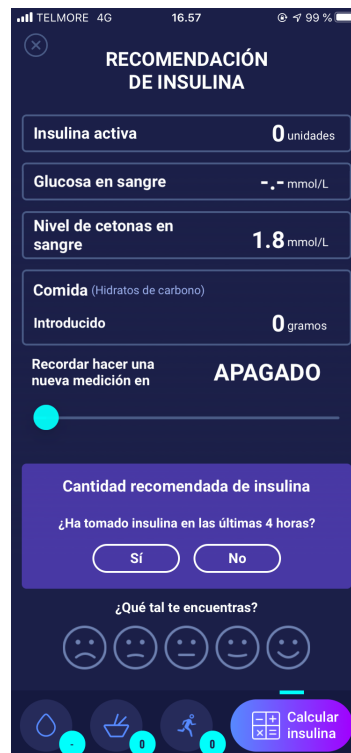 TELMORE 4G 16.57 99 %
RECOMENDACIÓN
DE INSULINA
Insulina activa 0 unidades
Glucosa en sangre -.- mmol/L
Nivel de cetonas en
sangre 1.8 mmol/L
Comida (Hidratos de carbono)
Introducido 0 gramos
Recordar hacer una
nueva medición en APAGADO
Cantidad recomendada de insulina
¿Ha tomado insulina en las últimas 4 horas?
Sí No
¿Qué tal te encuentras?
- 0 0
Calcular
insulina